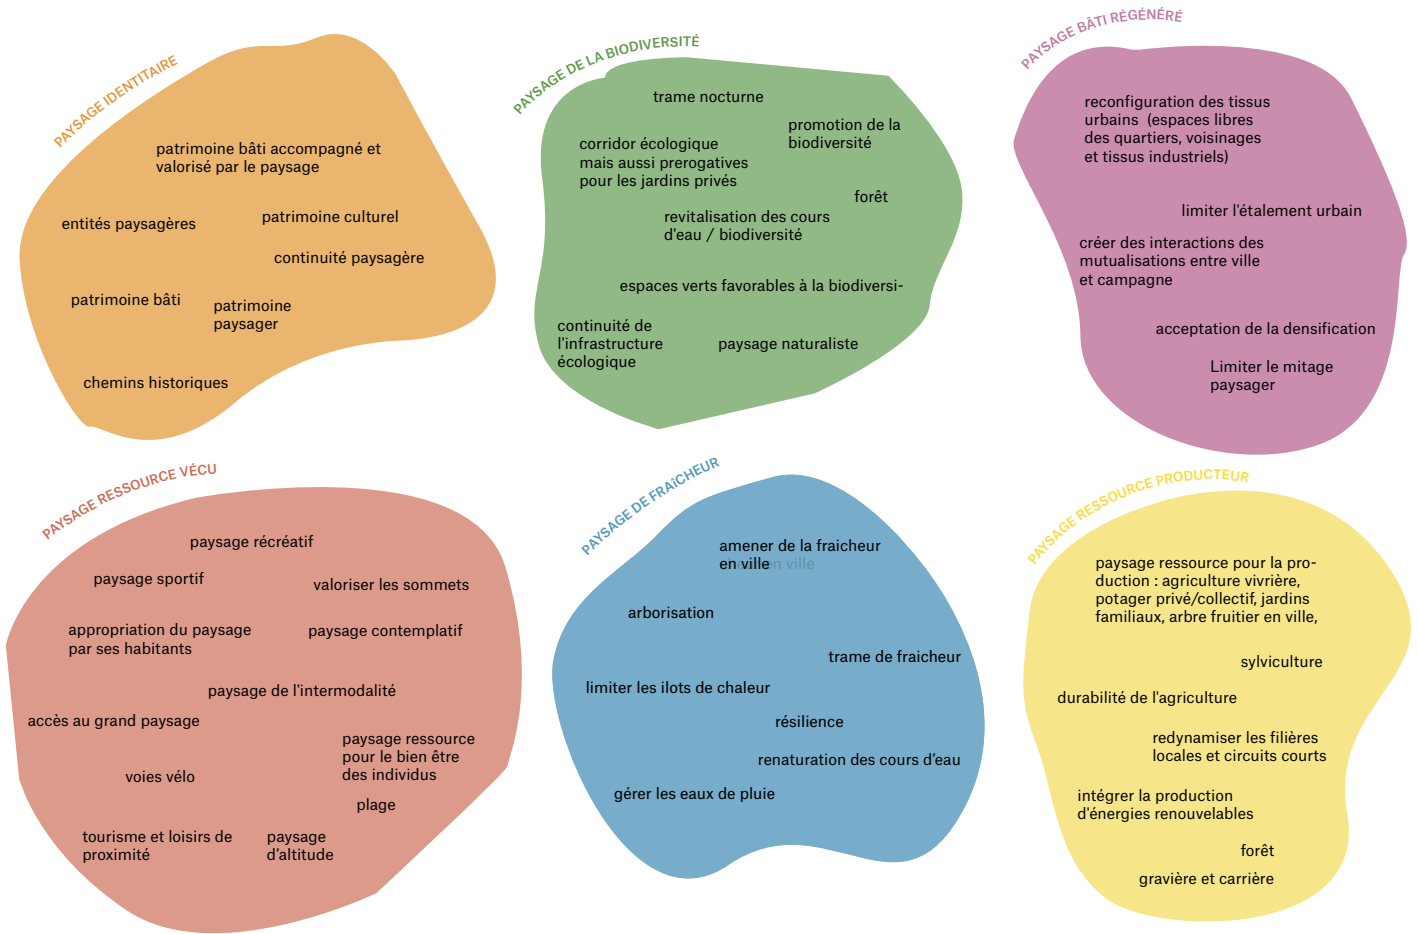 PAYSAGE IDENTITAIRE
patrimoine bâti accompagné et
valorisé par le paysage
entités paysagères
patrimoine culturel
continuité paysagère
patrimoine bâti
patrimoine
paysager
chemins historiques
PAYSAGE DE LA BIODIVERSITÉ
trame nocturne
promotion de la
biodiversité
corridor écologique
mais aussi prerogatives
pour les jardins privés
forêt
revitalisation des cours
d'eau / biodiversité
espaces verts favorables à la biodiversi-
continuité de
l'infrastructure
écologique
paysage naturaliste
PAYSAGE BÂTI RÉGÉNÉRÉ
reconfiguration des tissus
urbains (espaces libres
des quartiers, voisinages
et tissus industriels)
limiter l'étalement urbain
créer des interactions des
mutualisations entre ville
et campagne
acceptation de la densification
Limiter le mitage
paysager
PAYSAGE RESSOURCE VÉCU
paysage récréatif
paysage sportif
valoriser les sommets
appropriation du paysage
par ses habitants
paysage contemplatif
paysage de l'intermodalité
accès au grand paysage
paysage ressource
pour le bien être
des individus
voies vélo
plage
tourisme et loisirs de
proximité
paysage
d'altitude
PAYSAGE DE FRAîCHEUR
amener de la fraicheur
en ville en ville
arborisation
trame de fraicheur
limiter les ilots de chaleur
résilience
renaturation des cours d'eau
gérer les eaux de pluie
PAYSAGE RESSOURCE PRODUCTEUR
paysage ressource pour la pro-
duction : agriculture vivrière,
potager privé/collectif, jardins
familiaux, arbre fruitier en ville,
sylviculture
durabilité de l'agriculture
redynamiser les filières
locales et circuits courts
intégrer la production
d'énergies renouvelables
forêt
gravière et carrière